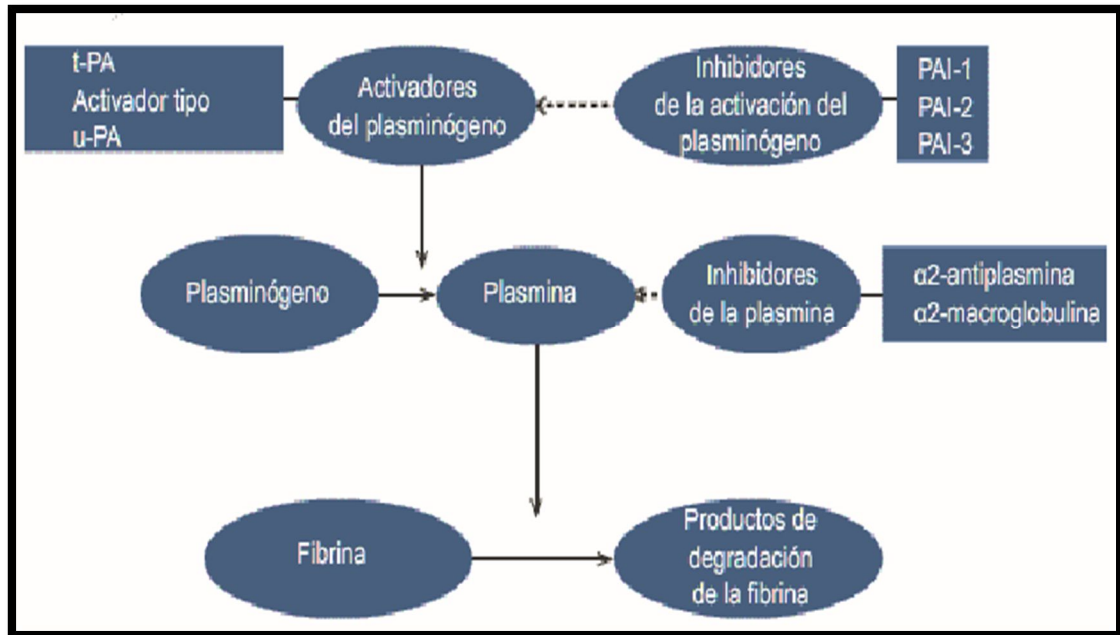 t-PA
Activador tipo
u-PA
Activadores
del plasminógeno
Inhibidores
de la activación del
plasminógeno
PAI-1
PAI-2
PAI-3
Plasminógeno
Plasmina
Inhibidores
de la plasmina
α2-antiplasmina
α2-macroglobulina
Fibrina
Productos de
degradación
de la fibrina